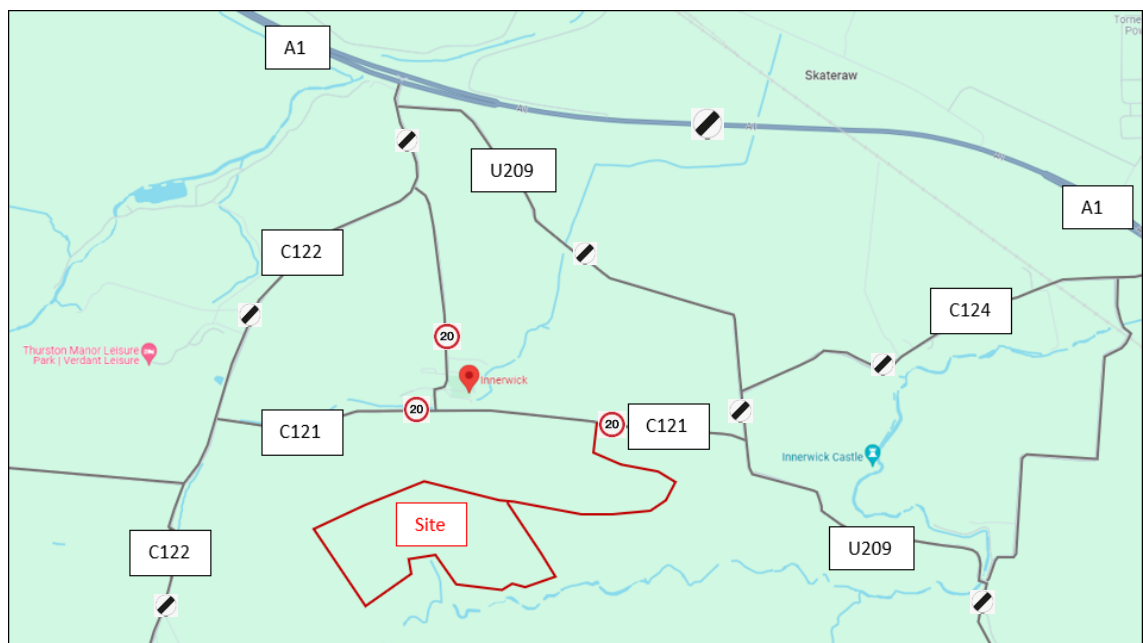 A1
Skateraw
U209
A1
C122
C124
20
Thurston Manor Leisure
Park | Verdant Leisure
Innerwick
20
C121
20
C121
Innerwick Castle
Site
C122
U209